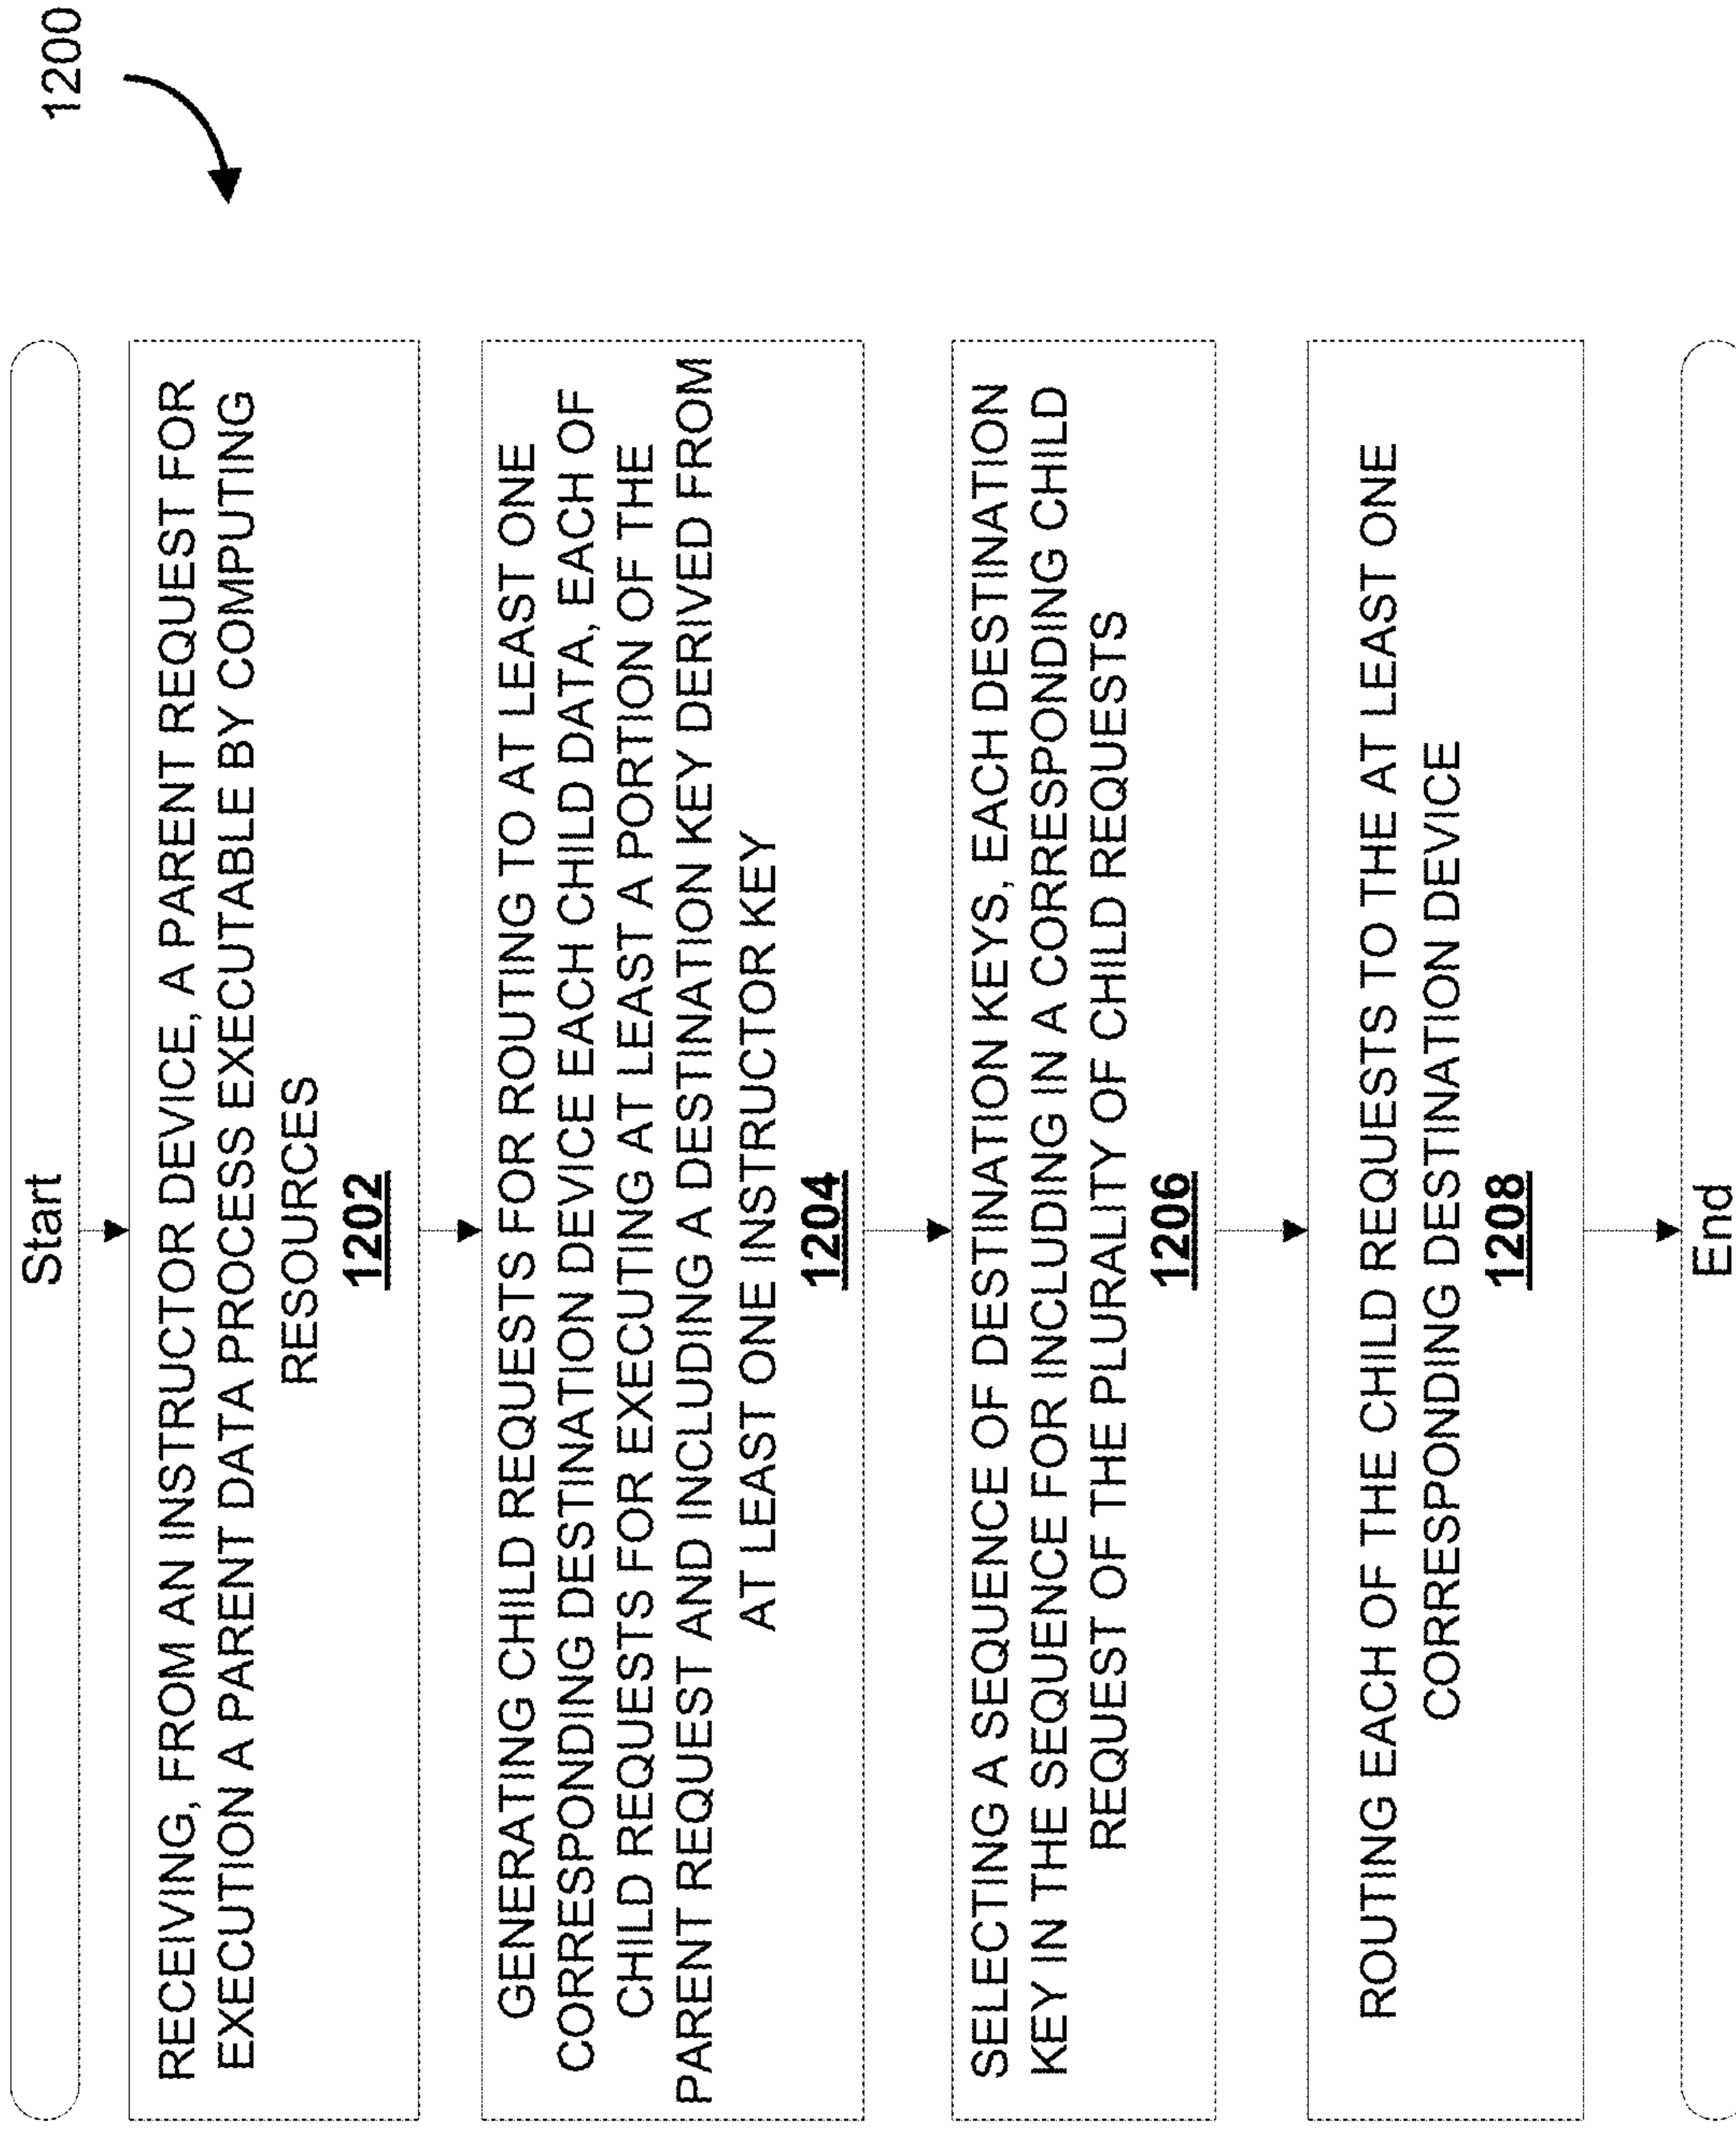 1200
Start
RECEIVING, FROM AN INSTRUCTOR DEVICE, A PARENT REQUEST FOR
EXECUTION A PARENT DATA PROCESS EXECUTABLE BY COMPUTING
RESOURCES
1202
GENERATING CHILD REQUESTS FOR ROUTING TO AT LEAST ONE
CORRESPONDING DESTINATION DEVICE EACH CHILD DATA, EACH OF
CHILD REQUESTS FOR EXECUTING AT LEAST A PORTION OF THE
PARENT REQUEST AND INCLUDING A DESTINATION KEY DERIVED FROM
AT LEAST ONE INSTRUCTOR KEY
1204
SELECTING A SEQUENCE OF DESTINATION KEYS, EACH DESTINATION
KEY IN THE SEQUENCE FOR INCLUDING IN A CORRESPONDING CHILD
REQUEST OF THE PLURALITY OF CHILD REQUESTS
1206
ROUTING EACH OF THE CHILD REQUESTS TO THE AT LEAST ONE
CORRESPONDING DESTINATION DEVICE
1208
End